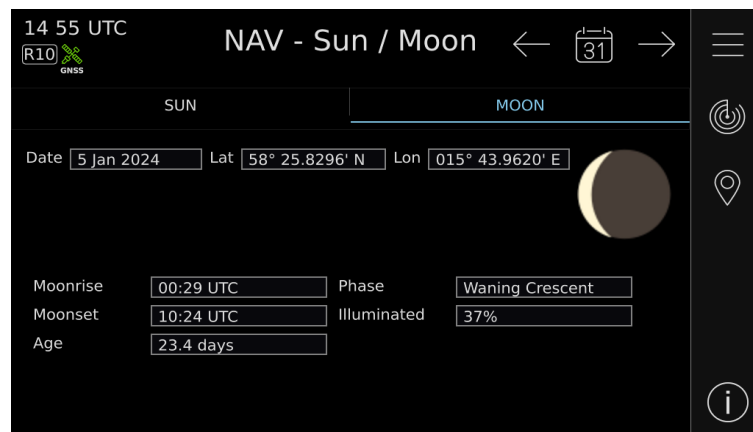 14 55 UTC
R10
GNSS
NAV - Sun / Moon
31
SUN MOON
Date 5 Jan 2024 Lat 58° 25.8296' N Lon 015° 43.9620' E
Moonrise 00:29 UTC Phase Waning Crescent
Moonset 10:24 UTC Illuminated 37%
Age 23.4 days
i